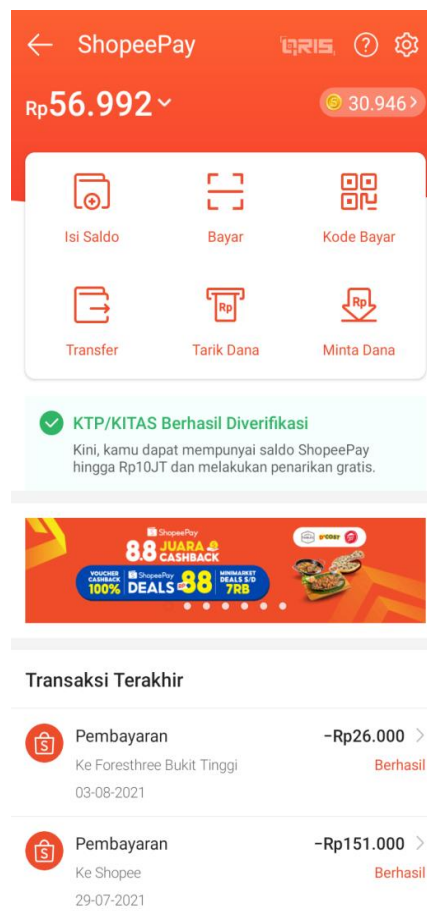 ShopeePay QRIS ?
Rp56.992 30.946
Isi Saldo Bayar Kode Bayar
Rp Rp
Transfer Tarik Dana Minta Dana
KTP/KITAS Berhasil Diverifikasi
Kini, kamu dapat mempunyai saldo ShopeePay
hingga Rp10JT dan melakukan penarikan gratis.
ShopeePay
8.8 JUARA
CASHBACK
VOUCHER
CASHBACK
100%
ShopeePay
DEALS
88
MINIMARKET
DEALS S/D
7RB
Transaksi Terakhir
Pembayaran −Rp26.000
Ke Foresthree Bukit Tinggi Berhasil
03-08-2021
Pembayaran −Rp151.000
Ke Shopee Berhasil
29-07-2021